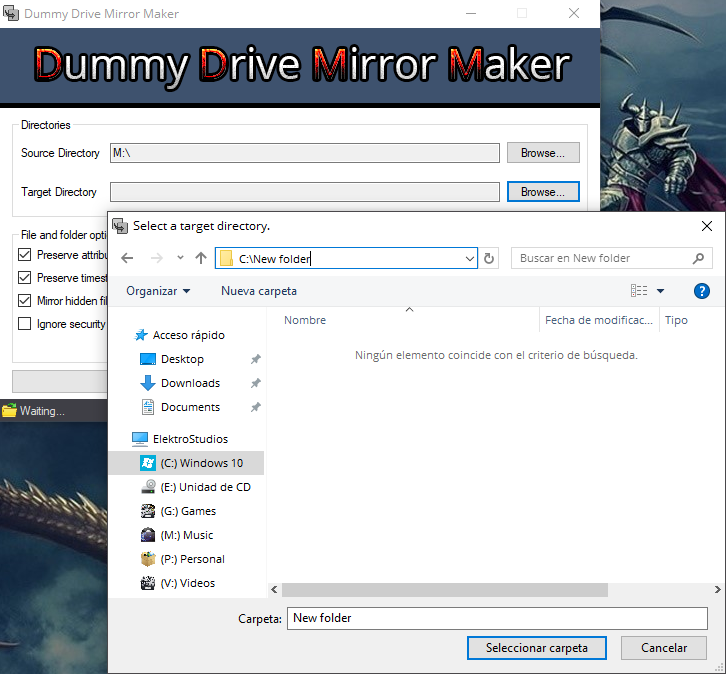 Dummy Drive Mirror Maker
Dummy Drive Mirror Maker
Directories
Source Directory
M:\
Browse...
Target Directory
Browse...
File and folder opti
Preserve attribu
Preserve timest
Mirror hidden fil
Ignore security
Waiting...
Select a target directory.
C:\New folder
Buscar en New folder
Organizar
Nueva carpeta
?
Nombre
Fecha de modificac...
Tipo
Ningún elemento coincide con el criterio de búsqueda.
Acceso rápido
Desktop
Downloads
Documents
ElektroStudios
(C:) Windows 10
(E:) Unidad de CD
(G:) Games
(M:) Music
(P:) Personal
(V:) Videos
Carpeta:
New folder
Seleccionar carpeta
Cancelar